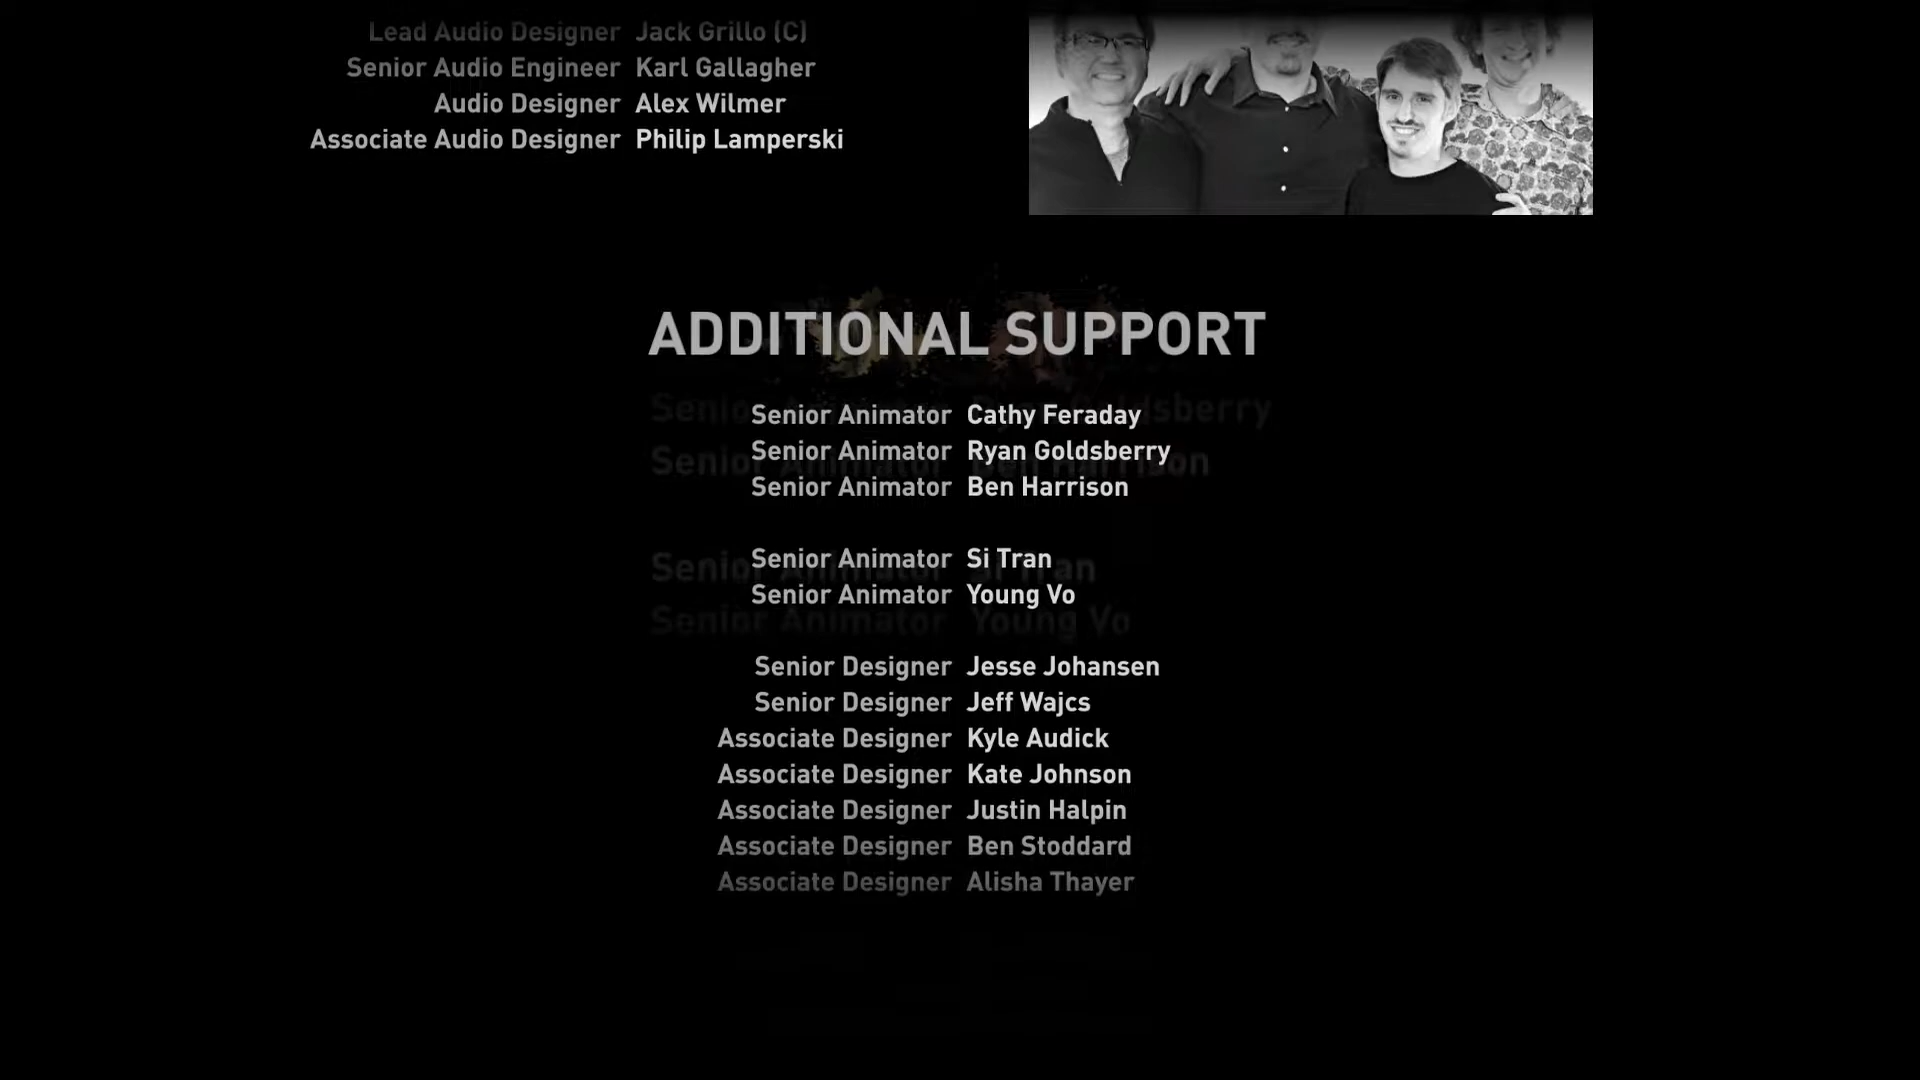 Lead Audio Designer Jack Grillo (C)
Senior Audio Engineer Karl Gallagher
Audio Designer Alex Wilmer
Associate Audio Designer Philip Lamperski
ADDITIONAL SUPPORT
Senior Animator Cathy Feraday
Senior Animator Ryan Goldsberry
Senior Animator Ben Harrison
Senior Animator Si Tran
Senior Animator Young Vo
Senior Designer Jesse Johansen
Senior Designer Jeff Wajcs
Associate Designer Kyle Audick
Associate Designer Kate Johnson
Associate Designer Justin Halpin
Associate Designer Ben Stoddard
Associate Designer Alisha Thayer